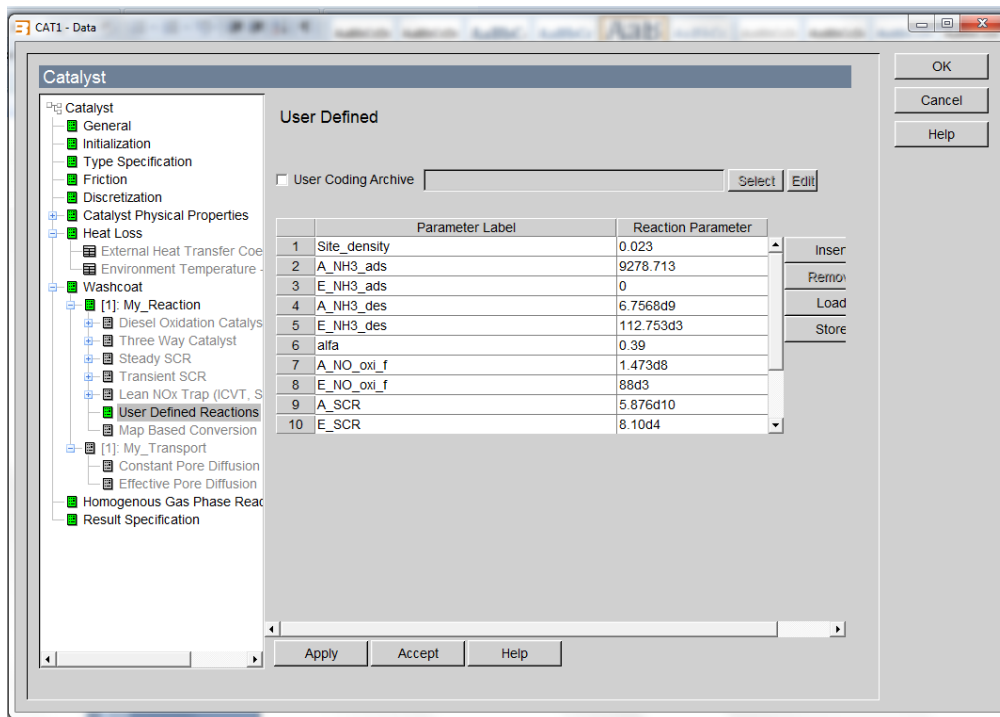 CAT1 - Data
Catalyst
OK
Cancel
Help
Catalyst
General
Initialization
Type Specification
Friction
Discretization
Catalyst Physical Properties
Heat Loss
External Heat Transfer Coe
Environment Temperature -
Washcoat
[1]: My_Reaction
Diesel Oxidation Catalys
Three Way Catalyst
Steady SCR
Transient SCR
Lean NOx Trap (ICVT, S
User Defined Reactions
Map Based Conversion
[1]: My_Transport
Constant Pore Diffusion
Effective Pore Diffusion
Homogenous Gas Phase Reac
Result Specification
User Defined
User Coding Archive Select Edit
Parameter Label Reaction Parameter
1 Site_density 0.023
2 A_NH3_ads 9278.713
3 E_NH3_ads 0
4 A_NH3_des 6.7568d9
5 E_NH3_des 112.753d3
6 alfa 0.39
7 A_NO_oxi_f 1.473d8
8 E_NO_oxi_f 88d3
9 A_SCR 5.876d10
10 E_SCR 8.10d4
Inser
Remov
Load
Store
Apply Accept Help